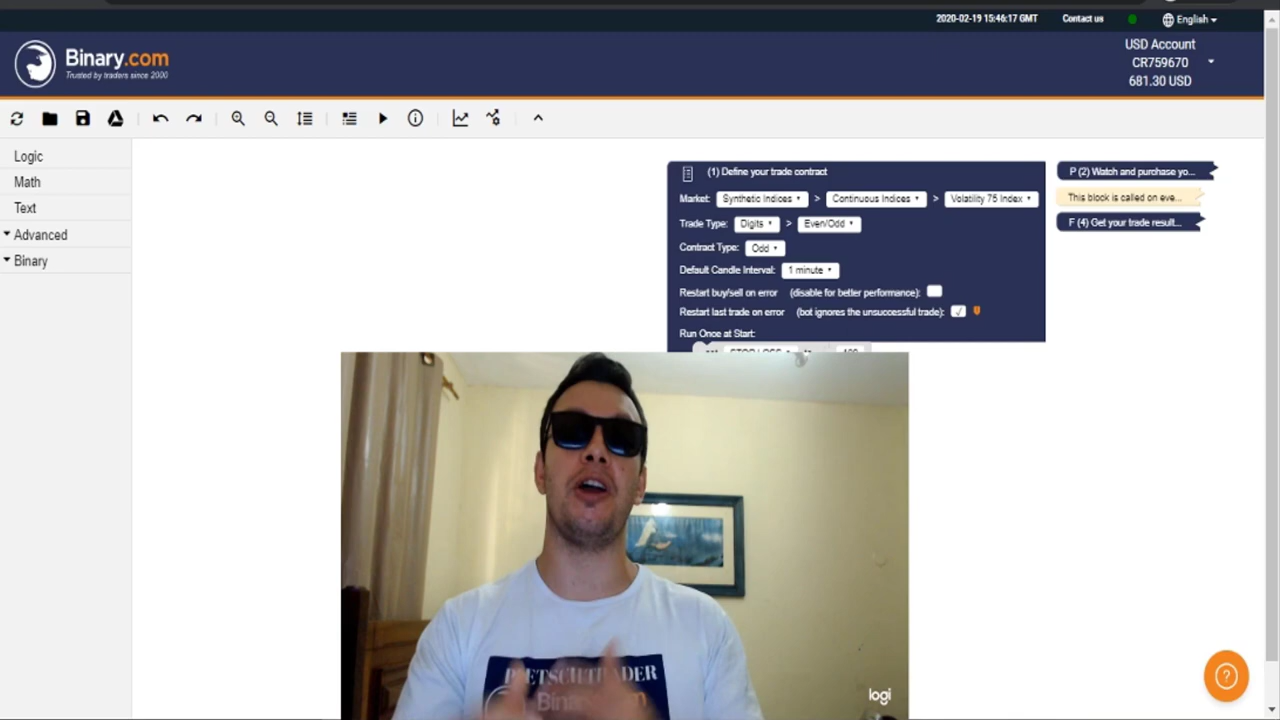 2020-02-19 15:46:17 GMT
Contact us
English
Binary.com
Trusted by traders since 2000
USD Account
CR759670
681.30 USD
Logic
Math
Text
Advanced
Binary
(1) Define your trade contract
Market: Synthetic Indices > Continuous Indices > Volatility 75 Index
Trade Type: Digits > Even/Odd
Contract Type: Odd
Default Candle Interval: 1 minute
Restart buy/sell on error (disable for better performance):
Restart last trade on error (bot ignores the unsuccessful trade): √
Run Once at Start:
P (2) Watch and purchase yo...
This block is called on eve...
F (4) Get your trade result...
logi
?